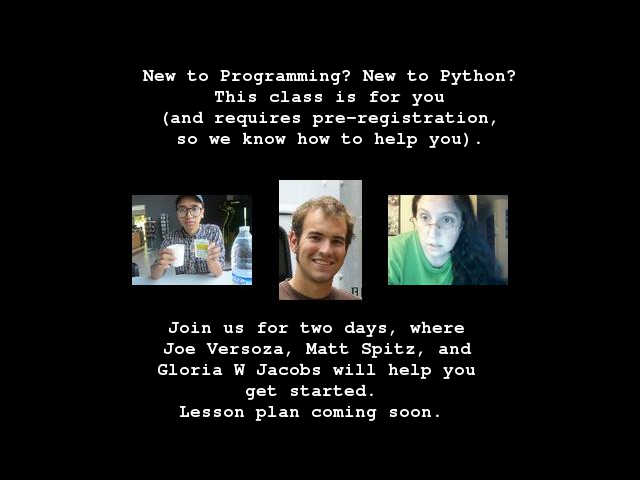 New to Programming? New to Python?
This class is for you
(and requires pre-registration,
so we know how to help you).
Join us for two days, where
Joe Versoza, Matt Spitz, and
Gloria W Jacobs will help you
get started.
Lesson plan coming soon.